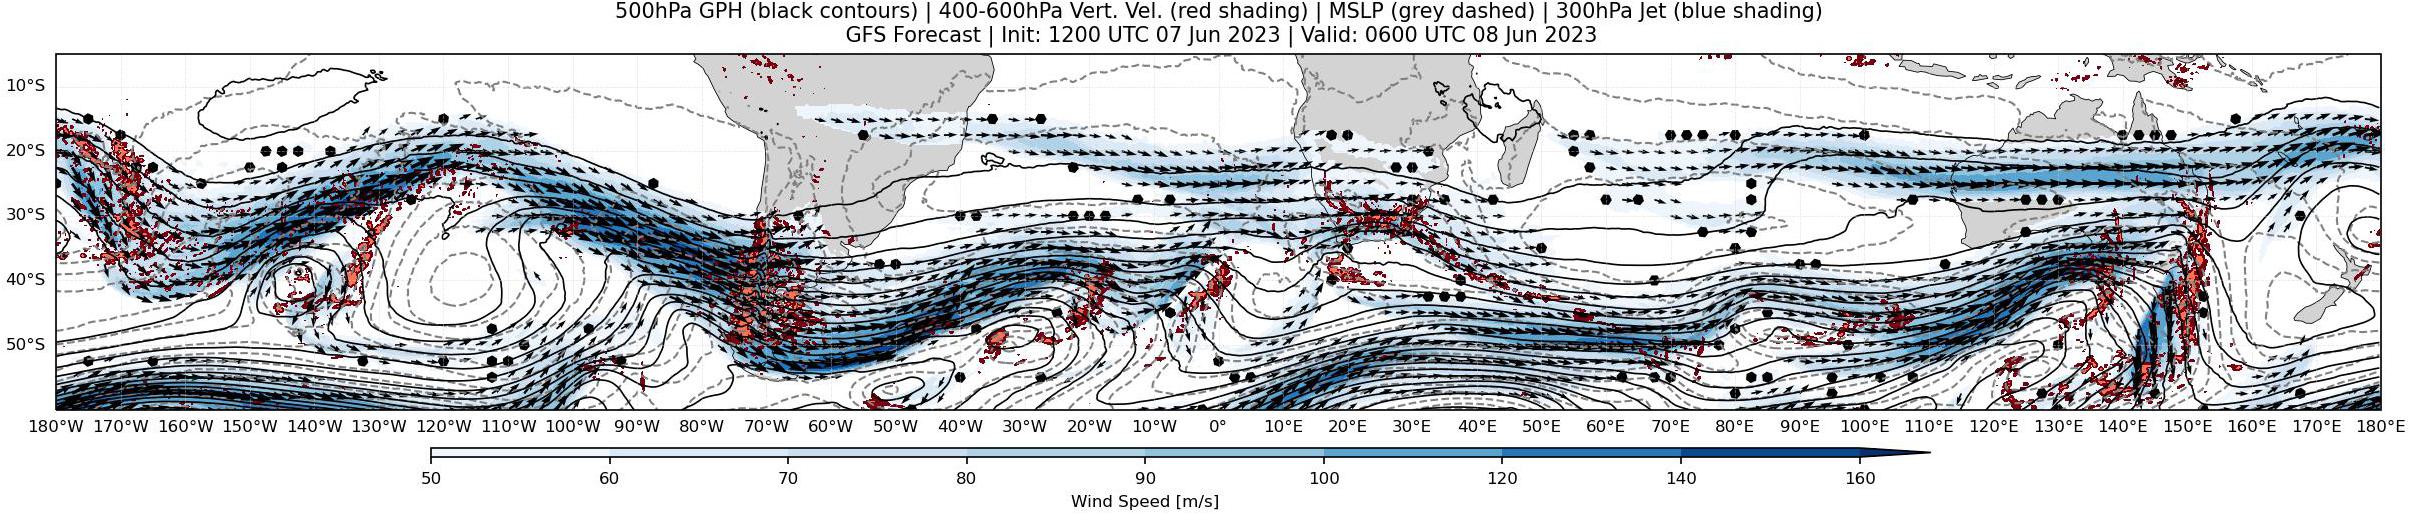 500hPa GPH (black contours) | 400-600hPa Vert. Vel. (red shading) | MSLP (grey dashed) | 300hPa Jet (blue shading)
GFS Forecast | Init: 1200 UTC 07 Jun 2023 | Valid: 0600 UTC 08 Jun 2023
10°S
20°S
30°S
40°S
50°S
180°W 170°W 160°W 150°W 140°W 130°W 120°W 110°W 100°W 90°W 80°W 70°W 60°W 50°W 40°W 30°W 20°W 10°W 0° 10°E 20°E 30°E 40°E 50°E 60°E 70°E 80°E 90°E 100°E 110°E 120°E 130°E 140°E 150°E 160°E 170°E 180°E
50 60 70 80 90 100 120 140 160
Wind Speed [m/s]